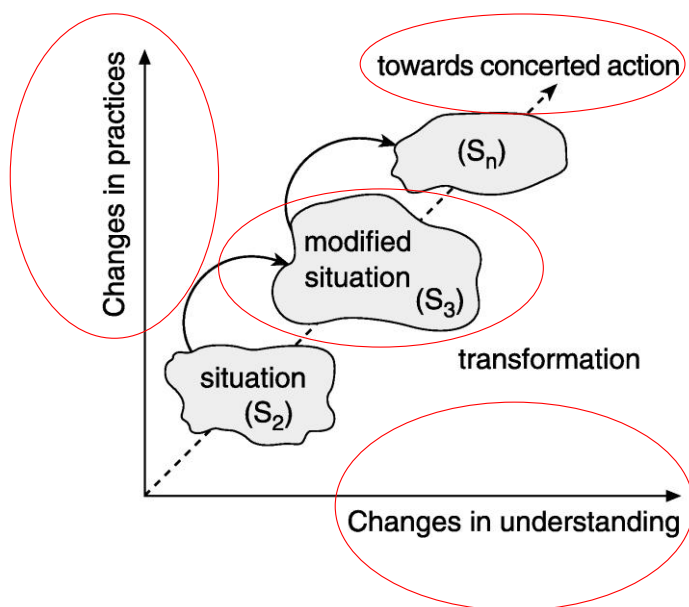 towards concerted action
Changes in practices
(Sn)
modified
situation
(S3)
transformation
situation
(S2)
Changes in understanding